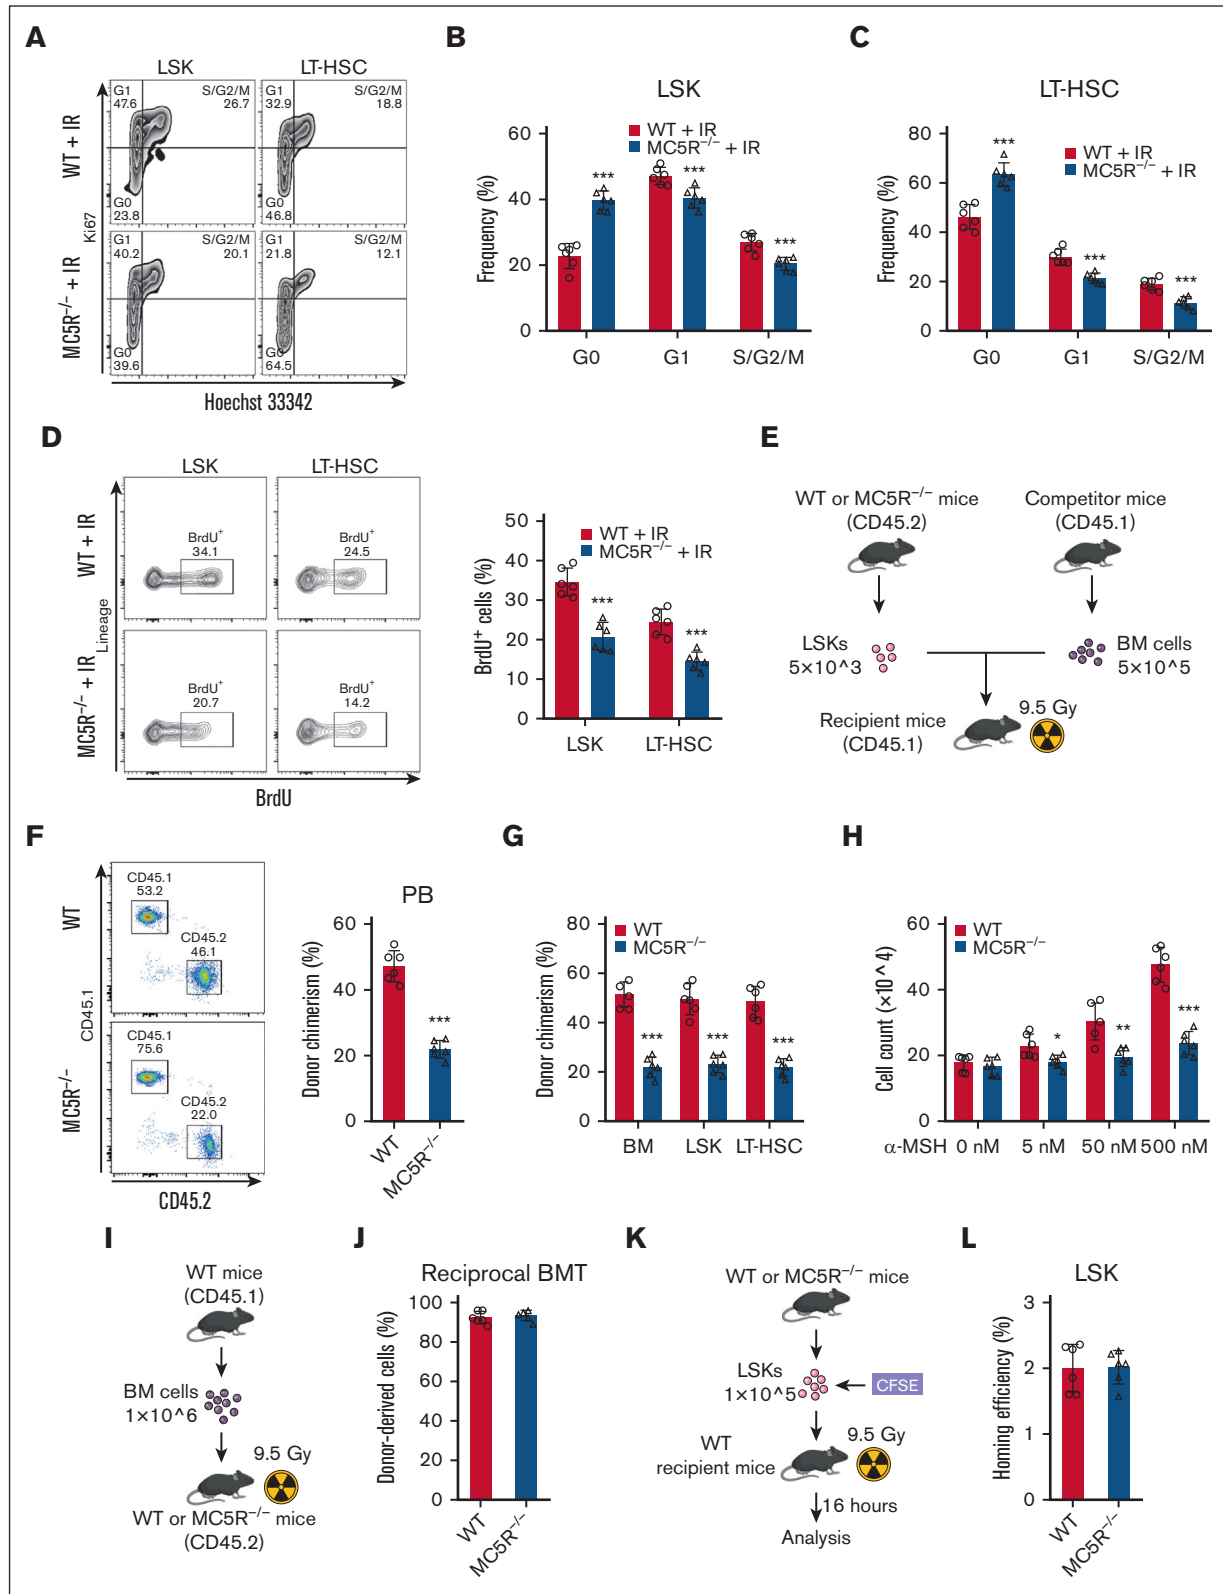 A
LSK
LT-HSC
WT + IR
MC5R−/− + IR
Ki67
G1
47.6
S/G2/M
26.7
G0
23.8
G1
32.9
S/G2/M
18.8
G0
46.8
G1
40.2
S/G2/M
20.1
G0
39.6
G1
21.8
S/G2/M
12.1
G0
64.5
Hoechst 33342
B
LSK
WT + IR
MC5R−/− + IR
Frequency (%)
60
40
20
0
***
***
***
G0
G1
S/G2/M
C
LT-HSC
WT + IR
MC5R−/− + IR
Frequency (%)
80
60
40
20
0
***
***
***
G0
G1
S/G2/M
D
LSK
LT-HSC
WT + IR
MC5R−/− + IR
Lineage
BrdU+
34.1
BrdU+
24.5
BrdU+
20.7
BrdU+
14.2
BrdU
WT + IR
MC5R−/− + IR
BrdU+ cells (%)
50
40
30
20
10
0
***
***
LSK
LT-HSC
E
WT or MC5R−/− mice
(CD45.2)
Competitor mice
(CD45.1)
LSKs
5×10^3
BM cells
5×10^5
Recipient mice
(CD45.1)
9.5 Gy
F
WT
MC5R−/−
CD45.1
CD45.1
53.2
CD45.2
46.1
CD45.1
75.6
CD45.2
22.0
CD45.2
PB
Donor chimerism (%)
60
40
20
0
***
WT
MC5R−/−
G
WT
MC5R−/−
Donor chimerism (%)
80
60
40
20
0
***
***
***
BM
LSK
LT-HSC
H
WT
MC5R−/−
Cell count (×10^4)
60
40
20
0
*
**
***
α-MSH
0 nM
5 nM
50 nM
500 nM
I
WT mice
(CD45.1)
BM cells
1×10^6
9.5 Gy
WT or MC5R−/− mice
(CD45.2)
J
Reciprocal BMT
Donor-derived cells (%)
100
80
60
40
20
0
WT
MC5R−/−
K
WT or MC5R−/− mice
LSKs
1×10^5
CFSE
WT
recipient mice
9.5 Gy
16 hours
Analysis
L
LSK
Homing efficiency (%)
3
2
1
0
WT
MC5R−/−